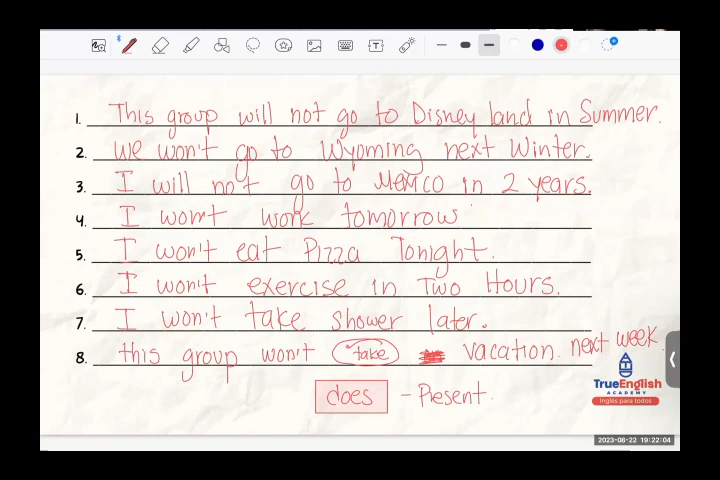 1. This group will not go to Disney land in Summer.
2. we won't go to Wyoming next Winter.
3. I will not go to Mexico in 2 years.
4. I won't work tomorrow
5. I won't eat Pizza Tonight.
6. I won't exercise in Two Hours.
7. I won't take shower later.
8. this group won't take vacation. next week.
does - Present.
TrueEnglish
ACADEMY
Inglés para todos
2023-08-22 19:22:04